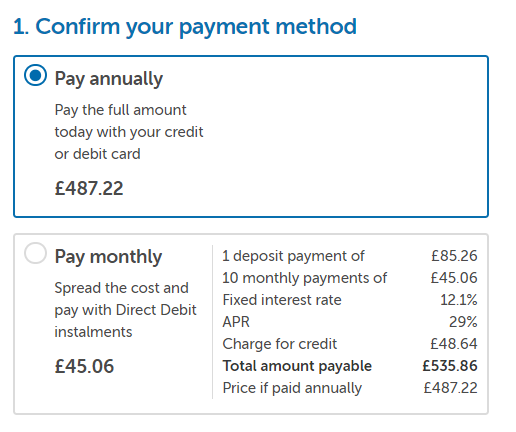 1. Confirm your payment method
Pay annually
Pay the full amount
today with your credit
or debit card
£487.22
Pay monthly
Spread the cost and
pay with Direct Debit
instalments
£45.06
1 deposit payment of £85.26
10 monthly payments of £45.06
Fixed interest rate 12.1%
APR 29%
Charge for credit £48.64
Total amount payable £535.86
Price if paid annually £487.22